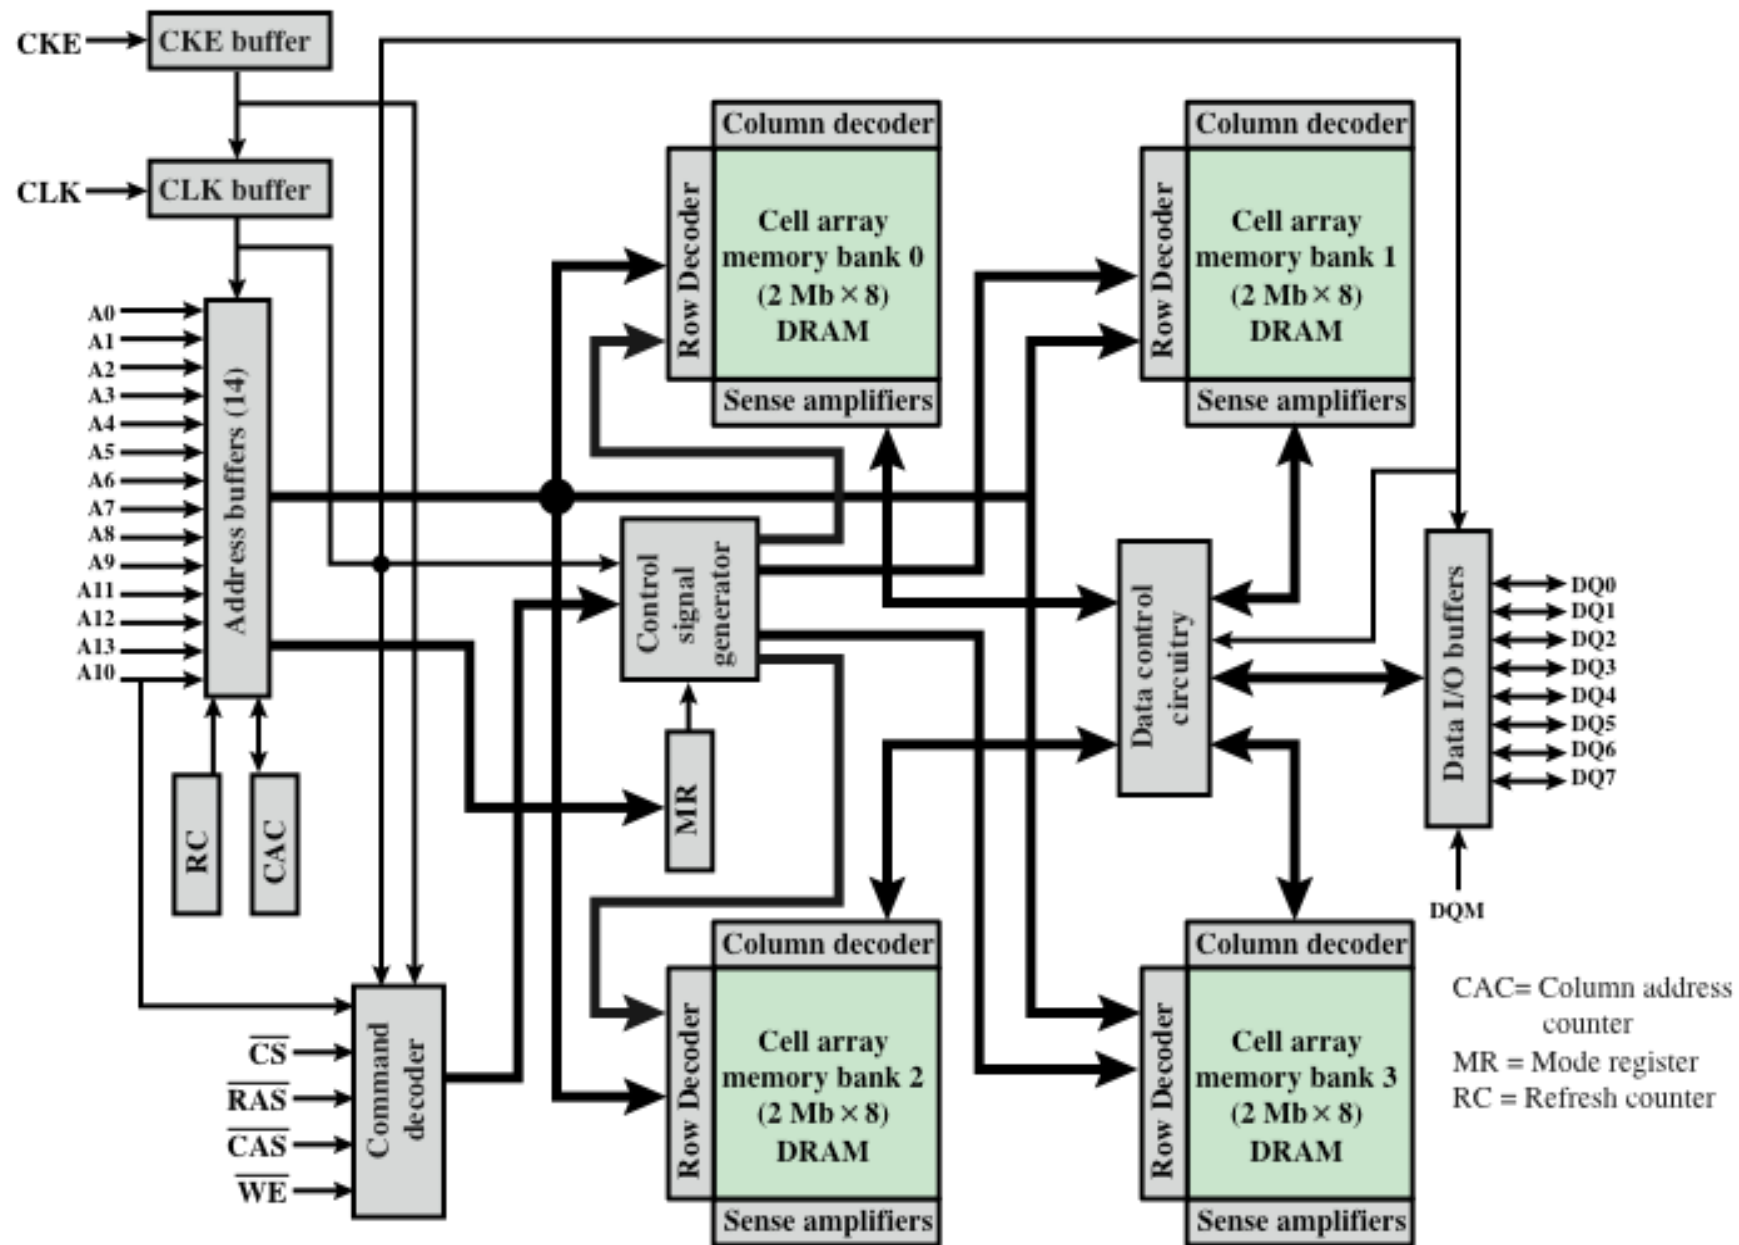 CKE
CKE buffer
CLK
CLK buffer
A0
A1
A2
A3
A4
A5
A6
A7
A8
A9
A11
A12
A13
A10
Address buffers (14)
RC
CAC
CS
RAS
CAS
WE
Command
decoder
Control
signal
generator
MR
Column decoder
Row Decoder
Cell array
memory bank 0
(2 Mb × 8)
DRAM
Sense amplifiers
Column decoder
Row Decoder
Cell array
memory bank 1
(2 Mb × 8)
DRAM
Sense amplifiers
Data control
circuitry
Data I/O buffers
DQ0
DQ1
DQ2
DQ3
DQ4
DQ5
DQ6
DQ7
DQM
Column decoder
Row Decoder
Cell array
memory bank 2
(2 Mb × 8)
DRAM
Sense amplifiers
Column decoder
Row Decoder
Cell array
memory bank 3
(2 Mb × 8)
DRAM
Sense amplifiers
CAC= Column address
counter
MR = Mode register
RC = Refresh counter